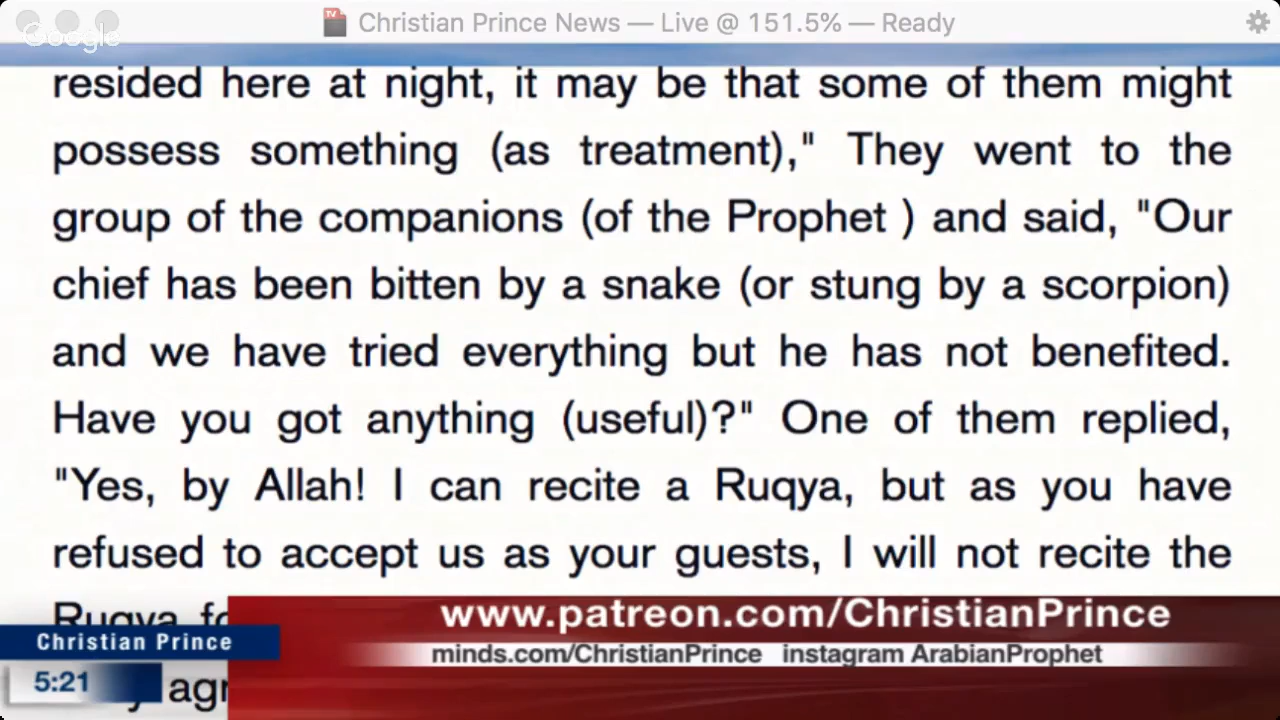 Christian Prince News — Live @ 151.5% — Ready
Google
resided here at night, it may be that some of them might
possess something (as treatment)," They went to the
group of the companions (of the Prophet ) and said, "Our
chief has been bitten by a snake (or stung by a scorpion)
and we have tried everything but he has not benefited.
Have you got anything (useful)?" One of them replied,
"Yes, by Allah! I can recite a Ruqya, but as you have
refused to accept us as your guests, I will not recite the
Ruqya
www.patreon.com/ChristianPrince
Christian Prince
minds.com/ChristianPrince instagram ArabianProphet
5:21